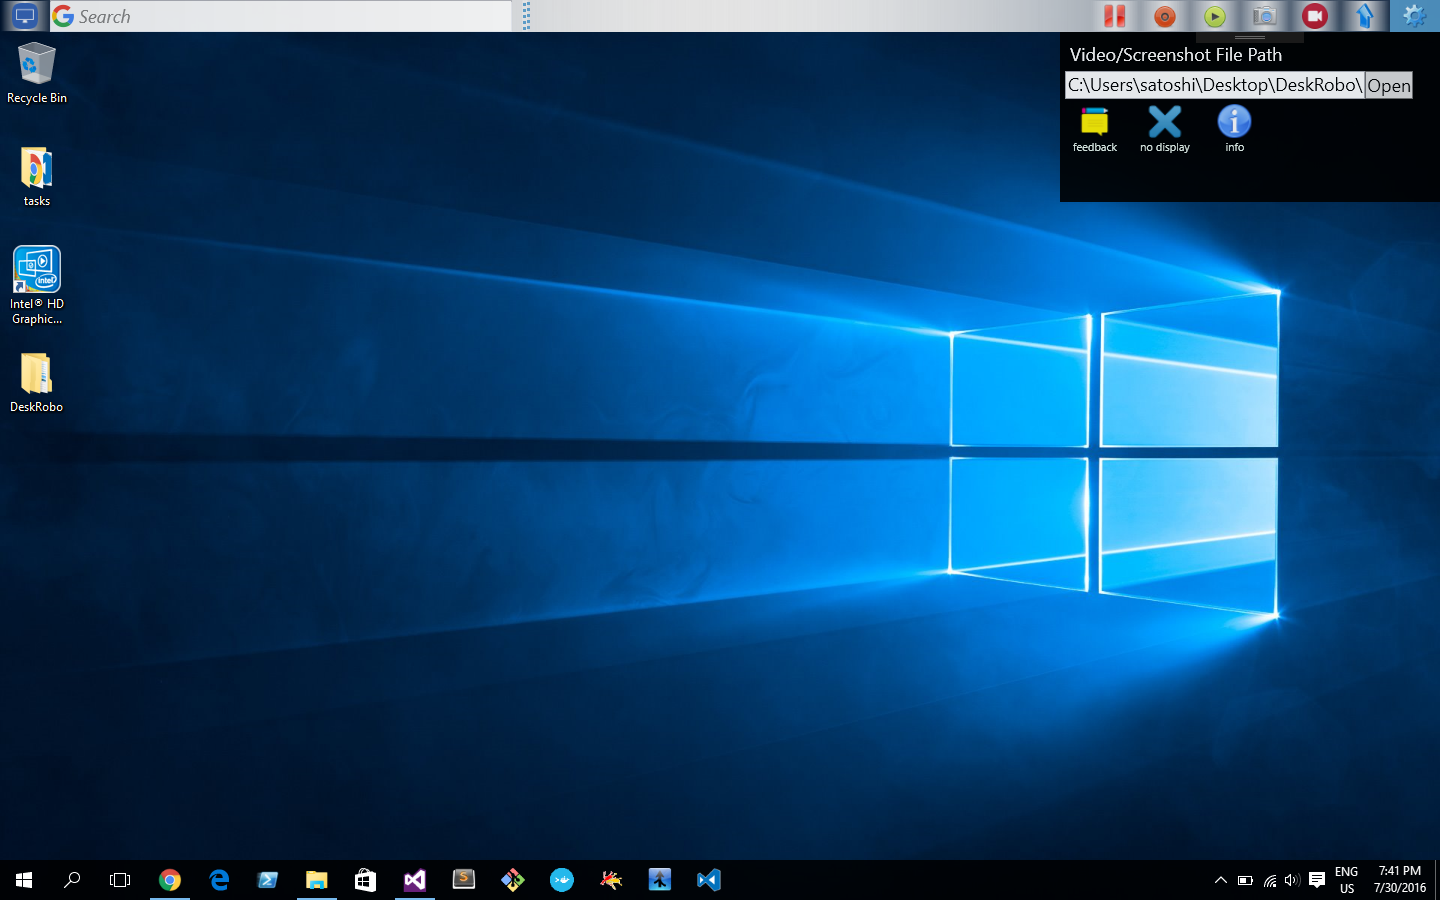 Search
Video/Screenshot File Path
C:\Users\satoshi\Desktop\DeskRobo\
Open
feedback
no display
info
Recycle Bin
tasks
intel
Intel® HD
Graphic...
DeskRobo
ENG
US
7:41 PM
7/30/2016